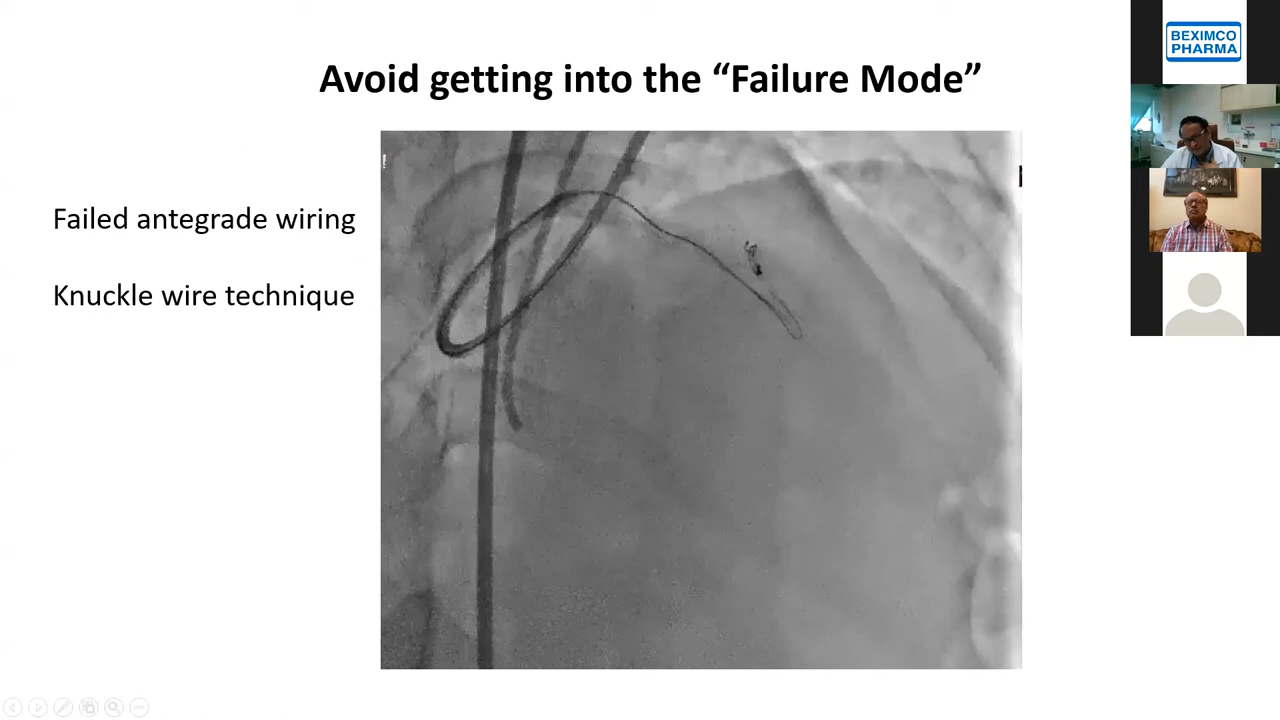 Avoid getting into the “Failure Mode”
Failed antegrade wiring
Knuckle wire technique
BEXIMCO
PHARMA